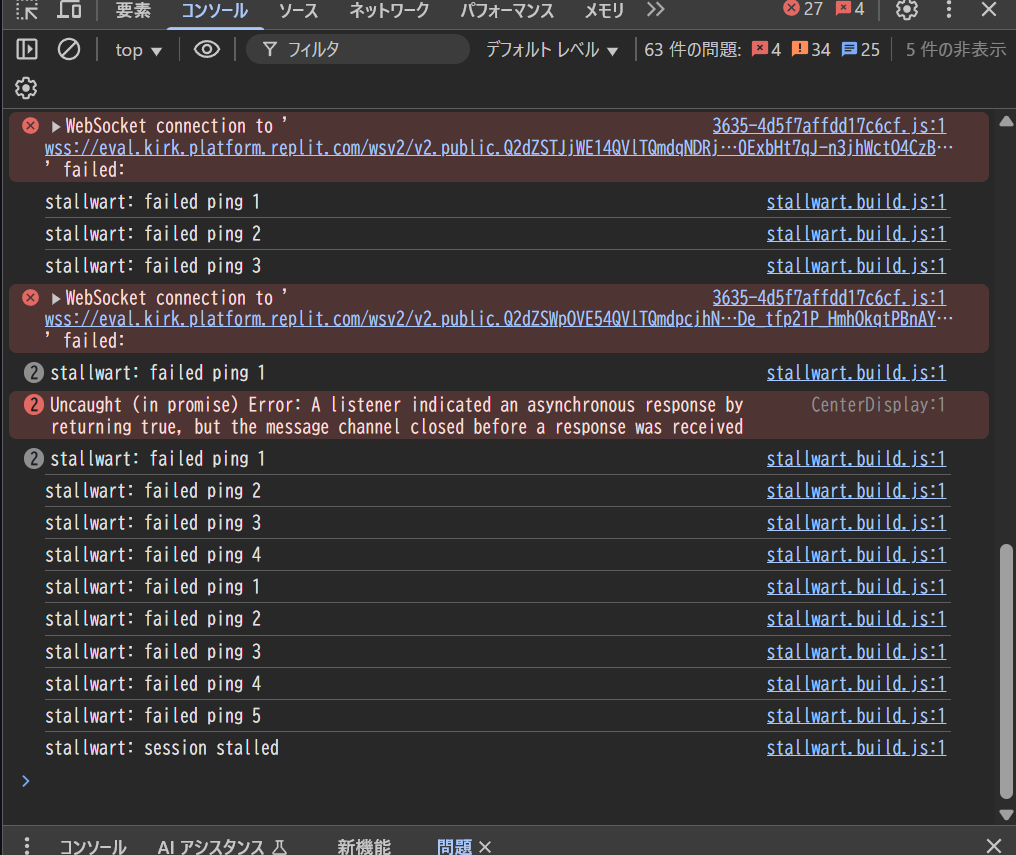 要素 コンソール ソース ネットワーク パフォーマンス メモリ 27 4
top フィルタ デフォルト レベル 63 件の問題: 4 34 25 5 件の非表示
WebSocket connection to ' 3635-4d5f7affdd17c6cf.js:1
wss://eval.kirk.platform.replit.com/wsv2/v2.public.Q2dZSTJjWE14QVlTQmdqNDRj…OExbHt7qJ-n3jhWctO4CzB…
' failed:
stallwart: failed ping 1 stallwart.build.js:1
stallwart: failed ping 2 stallwart.build.js:1
stallwart: failed ping 3 stallwart.build.js:1
WebSocket connection to ' 3635-4d5f7affdd17c6cf.js:1
wss://eval.kirk.platform.replit.com/wsv2/v2.public.Q2dZSWpOVE54QVlTQmdpcjhN…De_tfp21P_HmhOkqtPBnAY…
' failed:
2 stallwart: failed ping 1 stallwart.build.js:1
2 Uncaught (in promise) Error: A listener indicated an asynchronous response by CenterDisplay:1
returning true, but the message channel closed before a response was received
2 stallwart: failed ping 1 stallwart.build.js:1
stallwart: failed ping 2 stallwart.build.js:1
stallwart: failed ping 3 stallwart.build.js:1
stallwart: failed ping 4 stallwart.build.js:1
stallwart: failed ping 1 stallwart.build.js:1
stallwart: failed ping 2 stallwart.build.js:1
stallwart: failed ping 3 stallwart.build.js:1
stallwart: failed ping 4 stallwart.build.js:1
stallwart: failed ping 5 stallwart.build.js:1
stallwart: session stalled stallwart.build.js:1
コンソール AI アシスタンス 新機能 問題